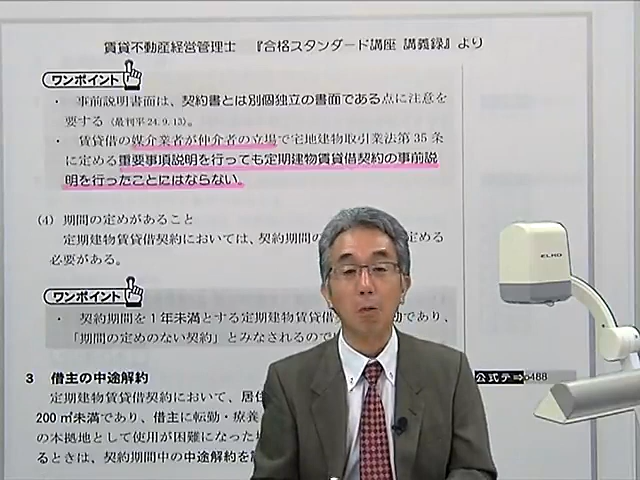 賃貸不動産経営管理士 『合格スタンダード講座 講義録』より
ワンポイント
・ 事前説明書面は、契約書とは別個独立の書面である点に注意を
要する（最判平24.9.13）。
・ 賃貸借の媒介業者が仲介者の立場で宅地建物取引業法第35条
に定める重要事項説明を行っても定期建物賃貸借契約の事前説
明を行ったことにはならない。
(4) 期間の定めがあること
定期建物賃貸借契約においては、契約期間の 定める
必要がある。
ワンポイント
・ 契約期間を1年未満とする定期建物賃貸借 であり、
「期間の定めのない契約」とみなされるので
3 借主の中途解約
公式テ⇒p488
定期建物賃貸借契約において、居住
200㎡未満であり、借主に転勤・療養
の本拠地として使用が困難になった
るときは、契約期間中の中途解約を
ELMO